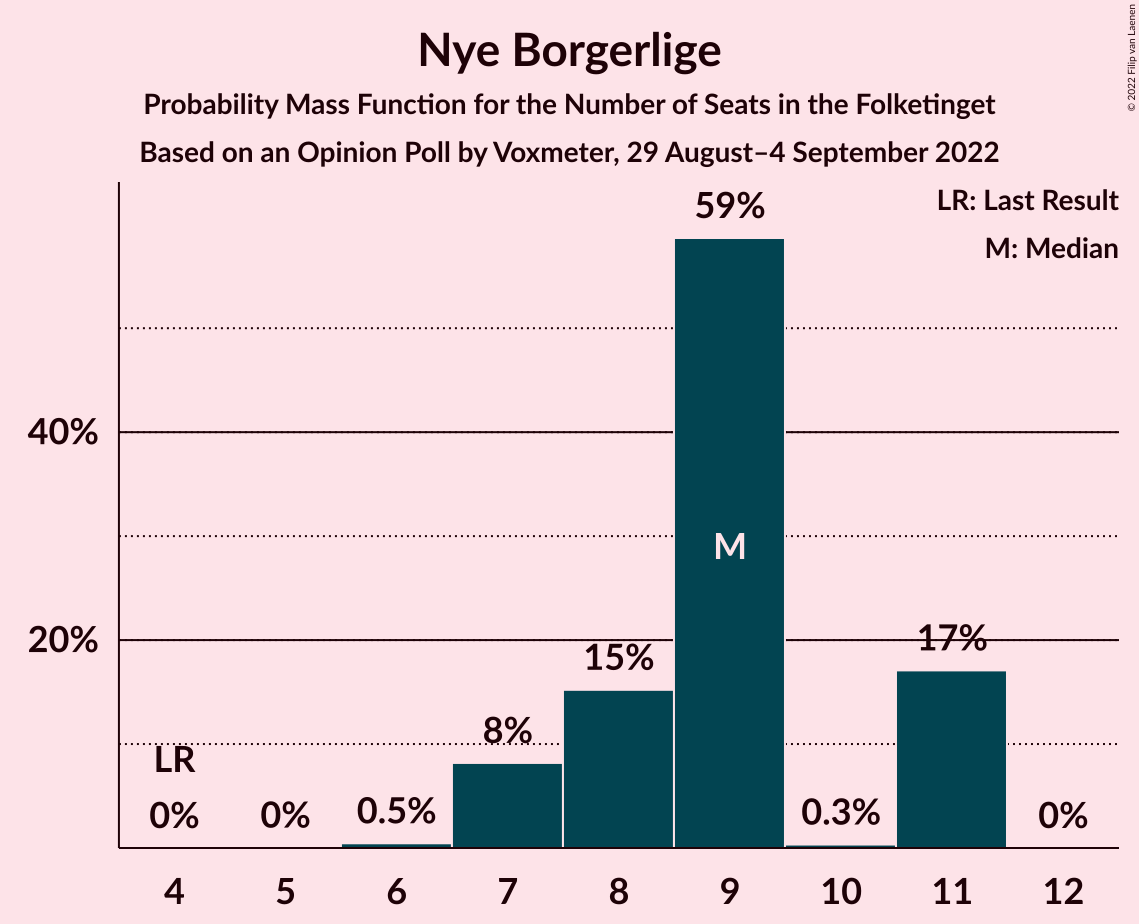 Nye Borgerlige
Probability Mass Function for the Number of Seats in the Folketinget
Based on an Opinion Poll by Voxmeter, 29 August–4 September 2022
© 2022 Filip van Laenen
LR: Last Result
M: Median
59%
40%
M
20%
17%
15%
8%
LR
0%
0%
0.5%
0.3%
0%
4
5
6
7
8
9
10
11
12